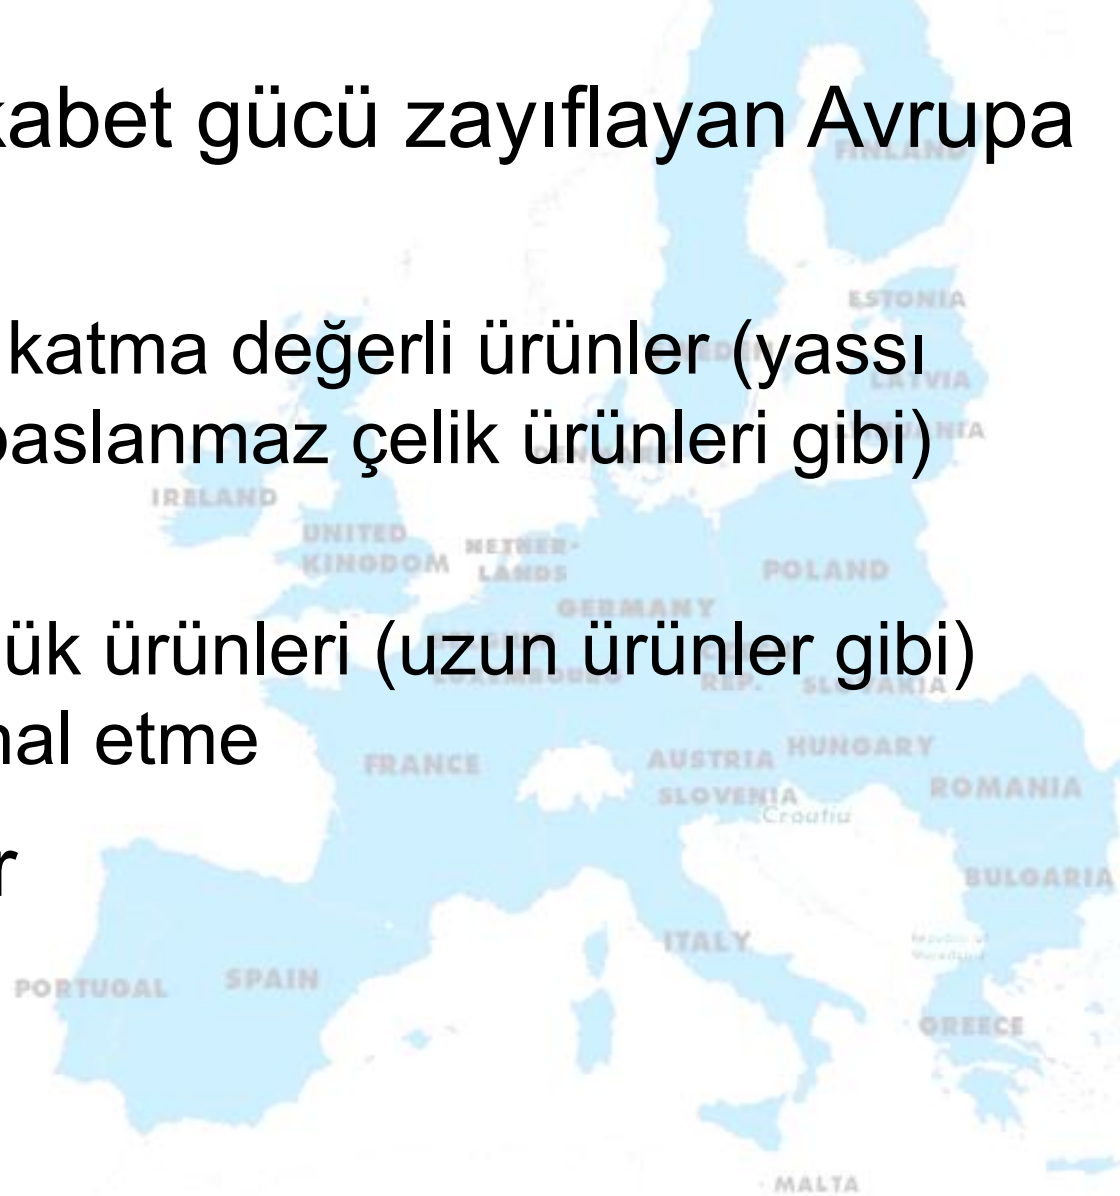 kabet gücü zayıflayan Avrupa
FINLAND
ESTONIA
katma değerli ürünler (yassı
LATVIA
paslanmaz çelik ürünleri gibi)
IRELAND
UNITED
KINGDOM
NETHER-
LANDS
POLAND
GERMANY
ük ürünleri (uzun ürünler gibi)
REP.
SLOVAKIA
nal etme
FRANCE
AUSTRIA
HUNGARY
SLOVENIA
ROMANIA
Croatia
r
BULGARIA
ITALY
PORTUGAL
SPAIN
GREECE
MALTA